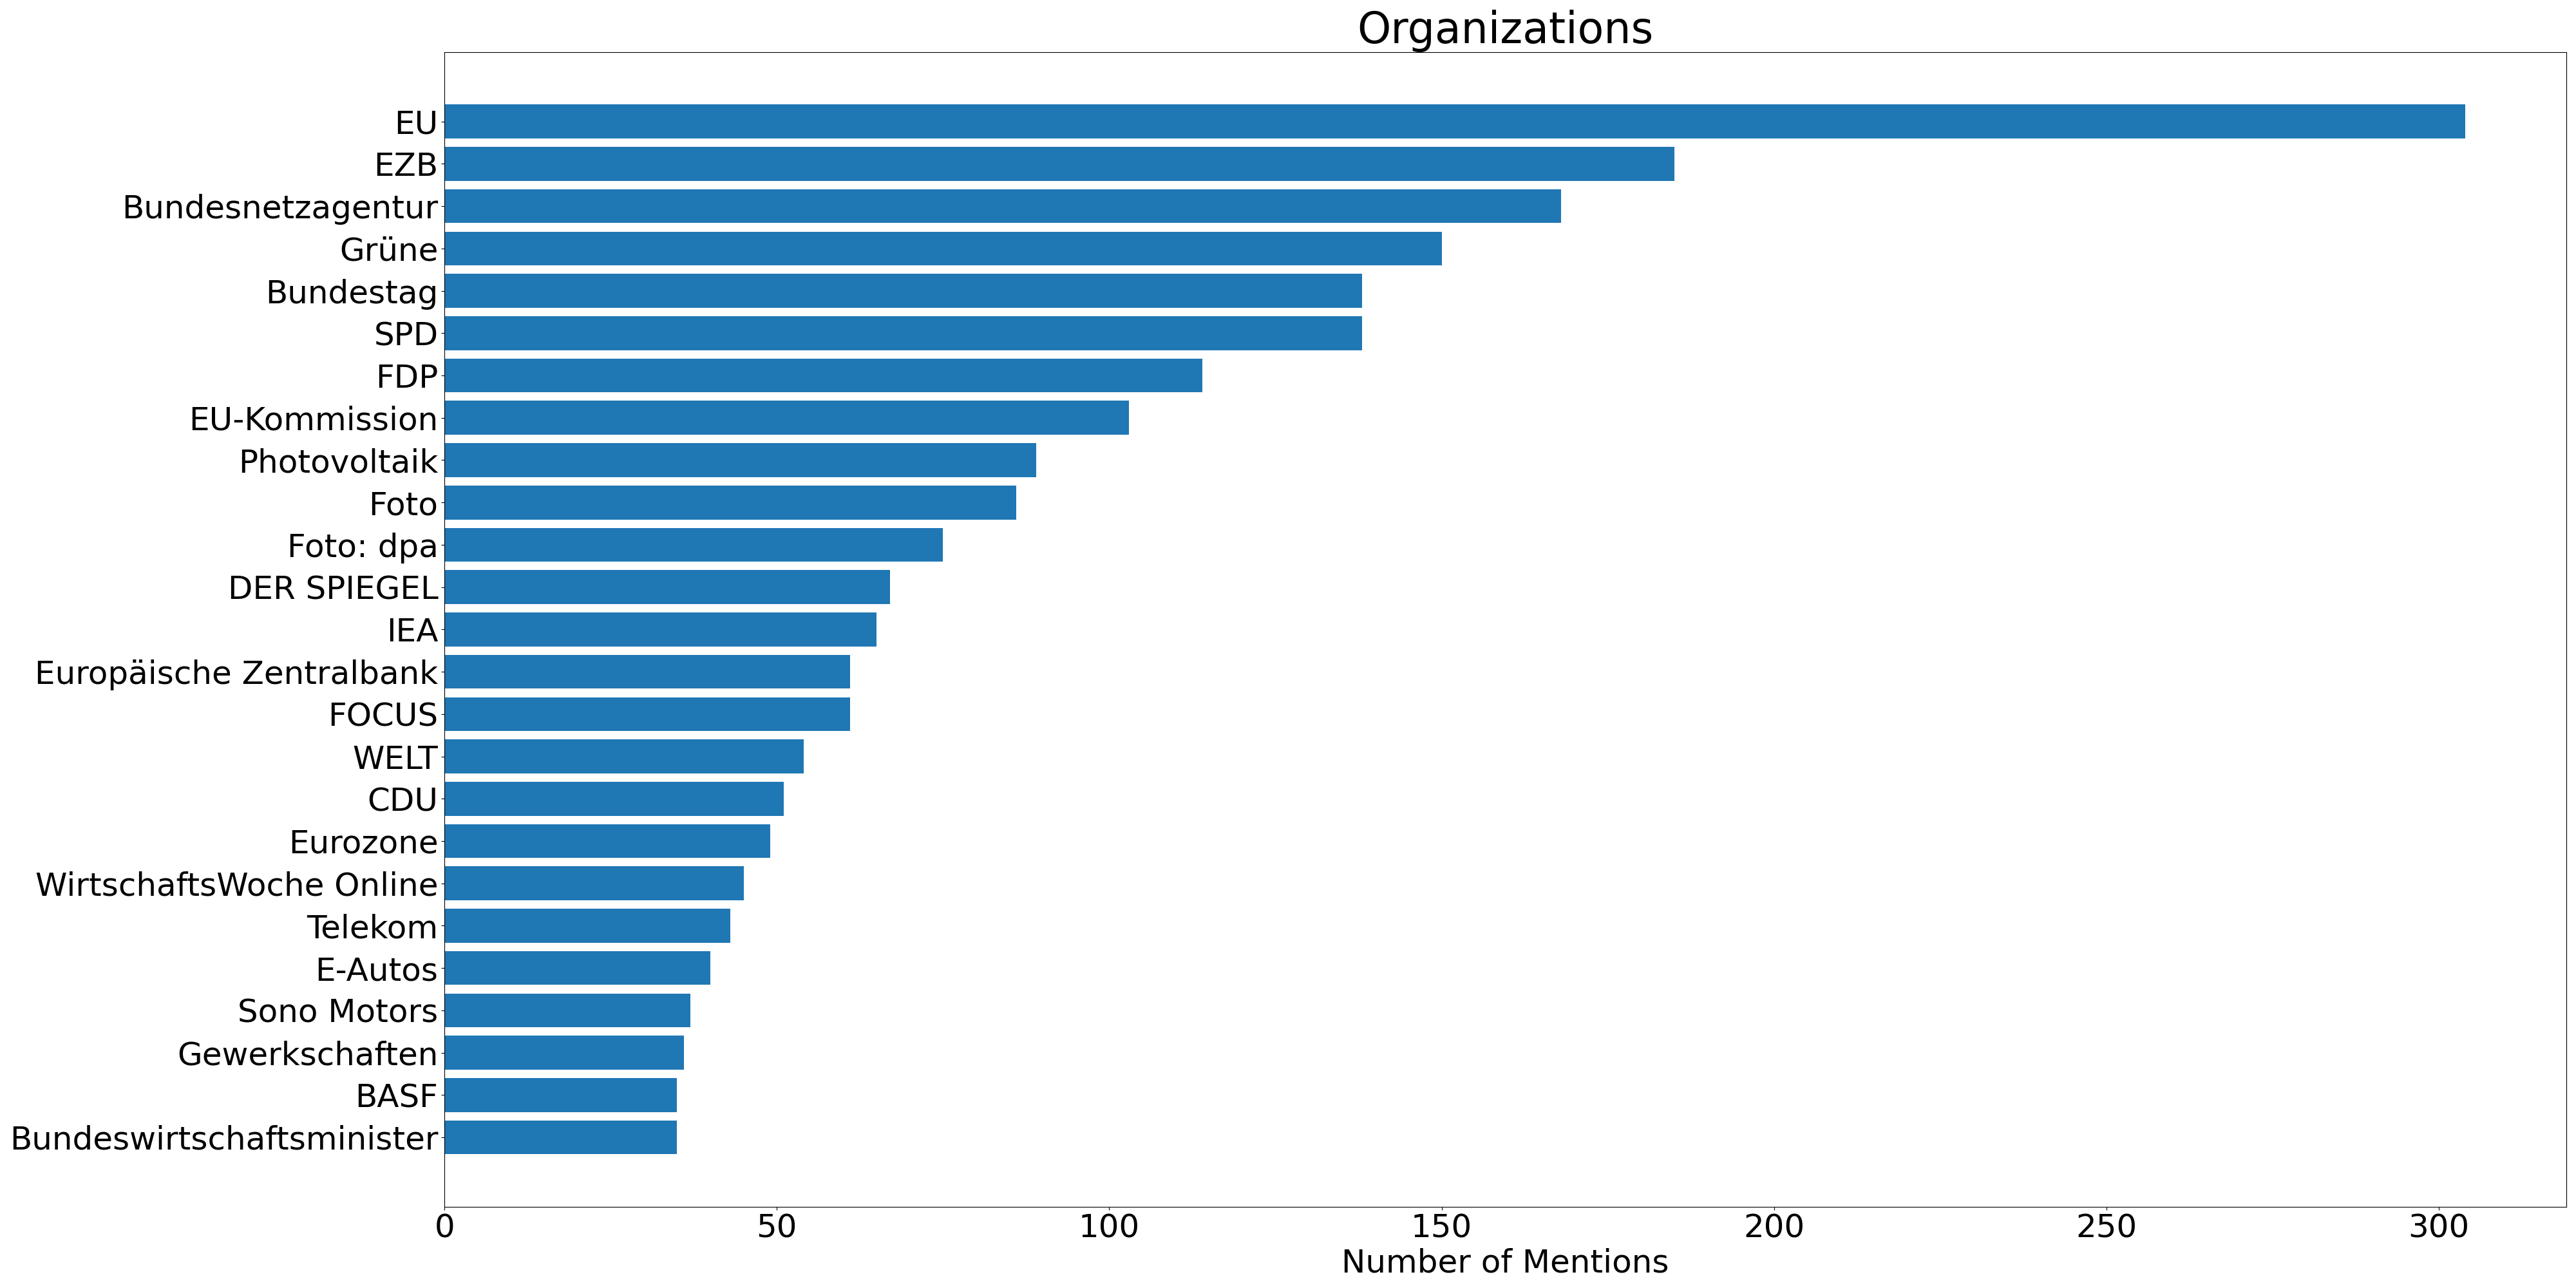 Organizations
EU
EZB
Bundesnetzagentur
Grüne
Bundestag
SPD
FDP
EU-Kommission
Photovoltaik
Foto
Foto: dpa
DER SPIEGEL
IEA
Europäische Zentralbank
FOCUS
WELT
CDU
Eurozone
WirtschaftsWoche Online
Telekom
E-Autos
Sono Motors
Gewerkschaften
BASF
Bundeswirtschaftsminister
0 50 100 150 200 250 300
Number of Mentions